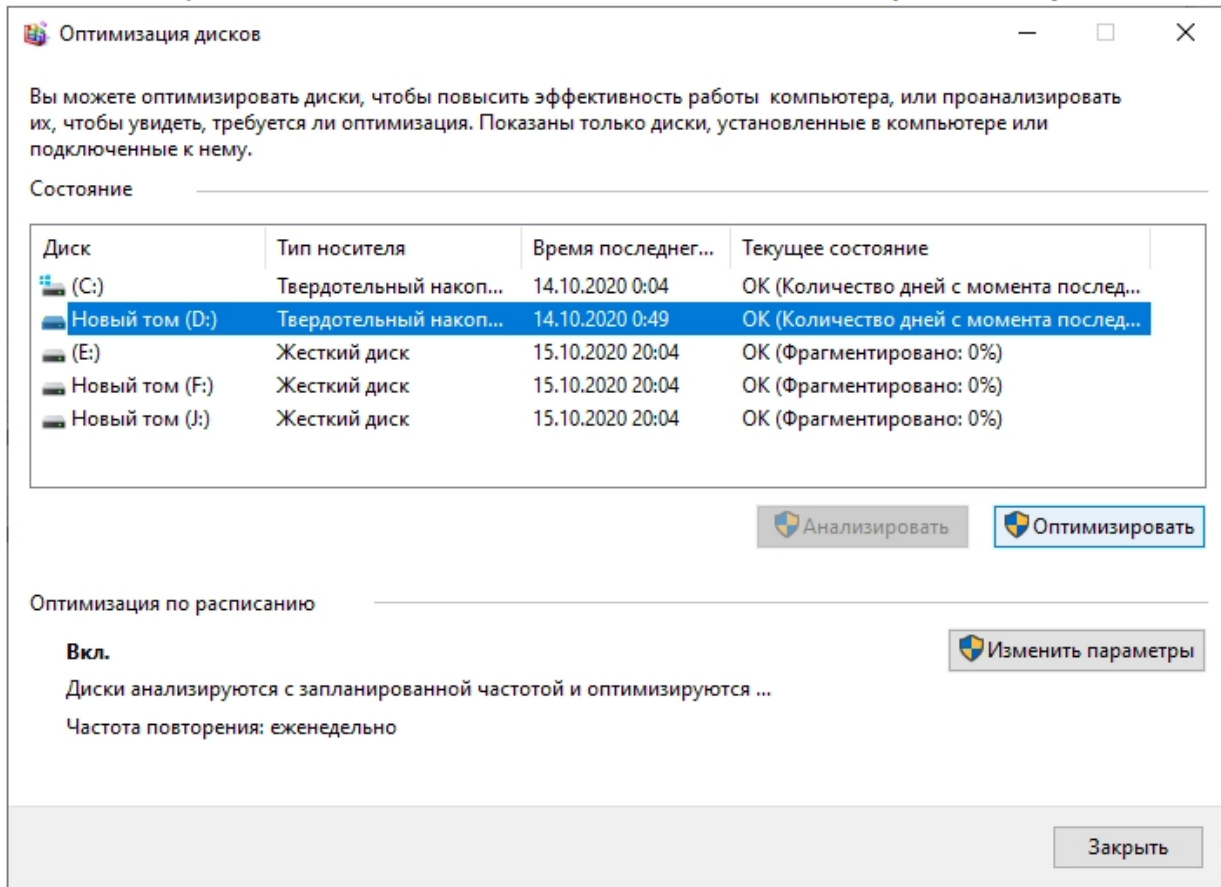 Оптимизация дисков
Вы можете оптимизировать диски, чтобы повысить эффективность работы  компьютера, или проанализировать
их, чтобы увидеть, требуется ли оптимизация. Показаны только диски, установленные в компьютере или
подключенные к нему.
Состояние
Диск Тип носителя Время последнег... Текущее состояние
(C:) Твердотельный накоп... 14.10.2020 0:04 ОК (Количество дней с момента послед...
Новый том (D:) Твердотельный накоп... 14.10.2020 0:49 ОК (Количество дней с момента послед...
(E:) Жесткий диск 15.10.2020 20:04 ОК (Фрагментировано: 0%)
Новый том (F:) Жесткий диск 15.10.2020 20:04 ОК (Фрагментировано: 0%)
Новый том (J:) Жесткий диск 15.10.2020 20:04 ОК (Фрагментировано: 0%)
Анализировать Оптимизировать
Оптимизация по расписанию
Вкл. Изменить параметры
Диски анализируются с запланированной частотой и оптимизируются ...
Частота повторения: еженедельно
Закрыть